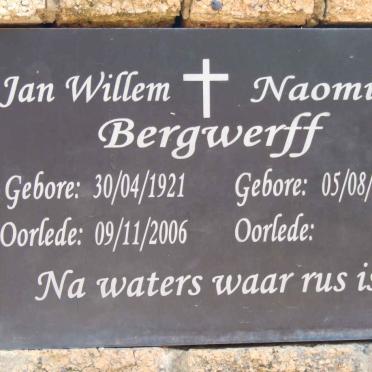 Jan Willem Naomi
Bergwerff
Gebore: 30/04/1921 Gebore: 05/08/
Oorlede: 09/11/2006 Oorlede:
Na waters waar rus is